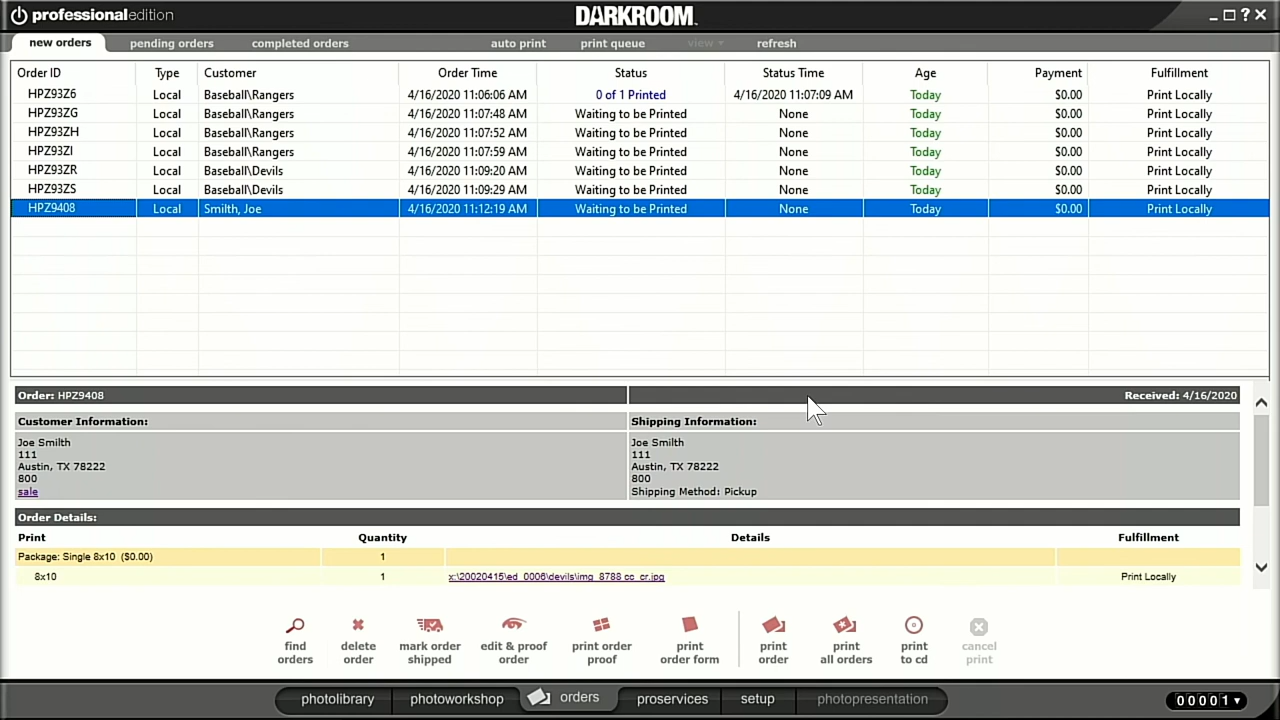 professionaledition
DARKROOM
new orders pending orders completed orders auto print print queue view refresh
Order ID Type Customer Order Time Status Status Time Age Payment Fulfillment
HPZ93Z6 Local Baseball\Rangers 4/16/2020 11:06:06 AM 0 of 1 Printed 4/16/2020 11:07:09 AM Today $0.00 Print Locally
HPZ93ZG Local Baseball\Rangers 4/16/2020 11:07:48 AM Waiting to be Printed None Today $0.00 Print Locally
HPZ93ZH Local Baseball\Rangers 4/16/2020 11:07:52 AM Waiting to be Printed None Today $0.00 Print Locally
HPZ93ZI Local Baseball\Rangers 4/16/2020 11:07:59 AM Waiting to be Printed None Today $0.00 Print Locally
HPZ93ZR Local Baseball\Devils 4/16/2020 11:09:20 AM Waiting to be Printed None Today $0.00 Print Locally
HPZ93ZS Local Baseball\Devils 4/16/2020 11:09:29 AM Waiting to be Printed None Today $0.00 Print Locally
HPZ9408 Local Smilth, Joe 4/16/2020 11:12:19 AM Waiting to be Printed None Today $0.00 Print Locally
Order: HPZ9408 Received: 4/16/2020
Customer Information: Shipping Information:
Joe Smilth Joe Smilth
111 111
Austin, TX 78222 Austin, TX 78222
800 800
sale Shipping Method: Pickup
Order Details:
Print Quantity Details Fulfillment
Package: Single 8x10 ($0.00) 1
8x10 1 x:\20020415\ed_0006\devils\img_8788 cc_cr.jpg Print Locally
find orders delete order mark order shipped edit & proof order print order proof print order form print order print all orders print to cd cancel print
photolibrary photoworkshop orders proservices setup photopresentation 00001